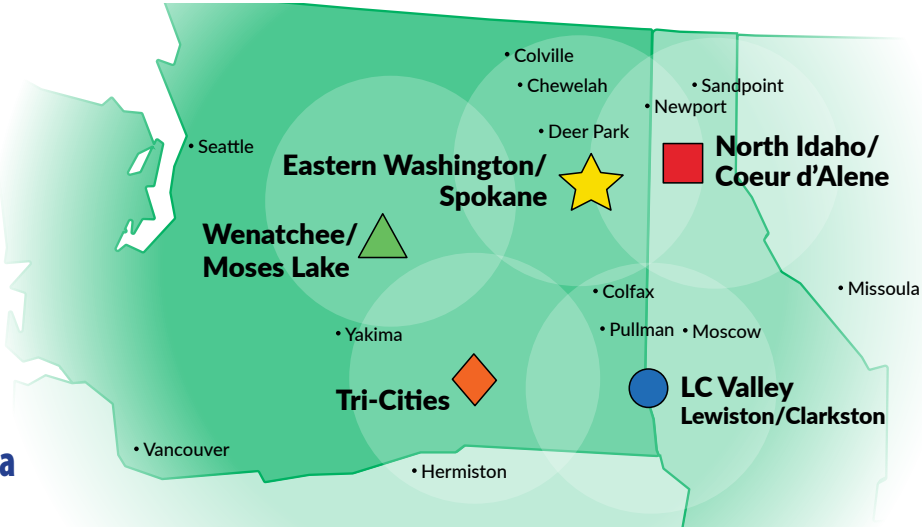 Colville
Chewelah
Sandpoint
Newport
Deer Park
Seattle
North Idaho/
Coeur d'Alene
Eastern Washington/
Spokane
Wenatchee/
Moses Lake
Colfax
Missoula
Pullman
Moscow
Yakima
Tri-Cities
LC Valley
Lewiston/Clarkston
Vancouver
a
Hermiston